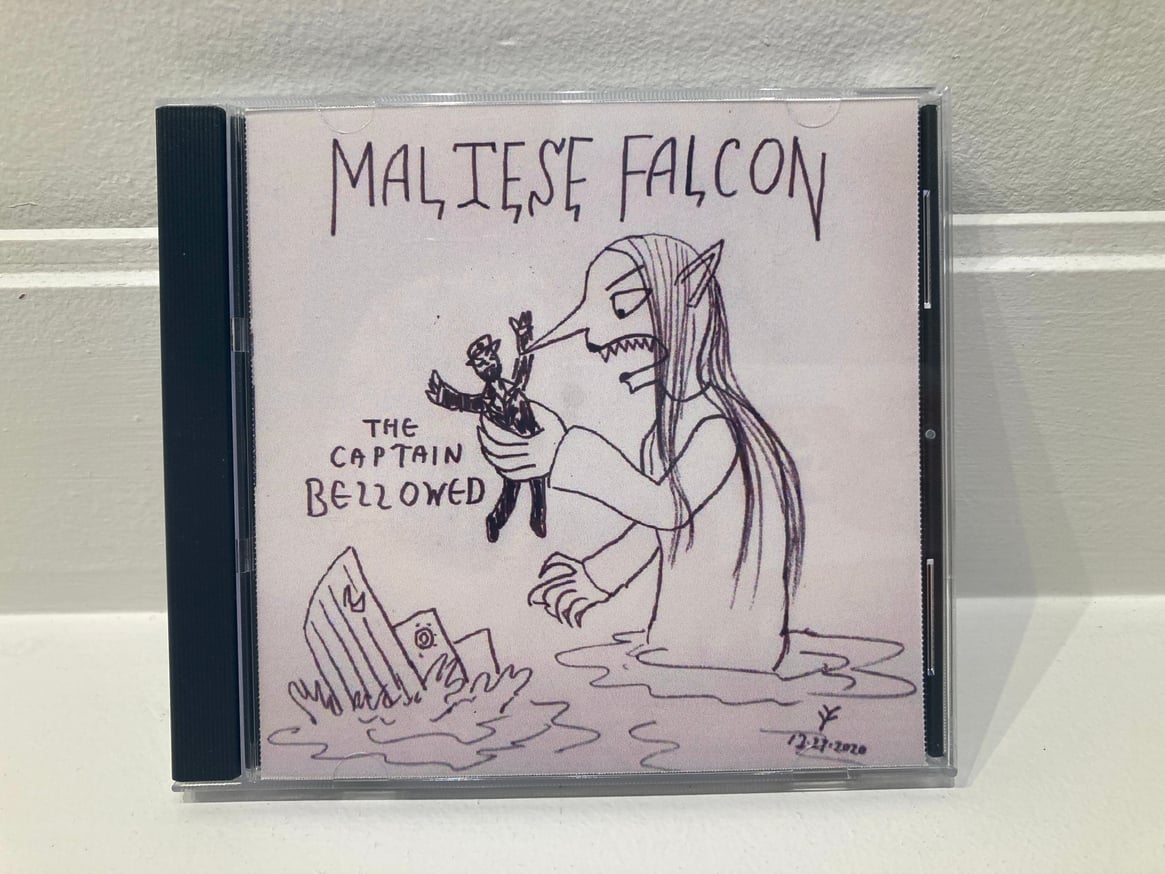 MALTESE FALCON
THE
CAPTAIN
BELLOWED
12.27.2020